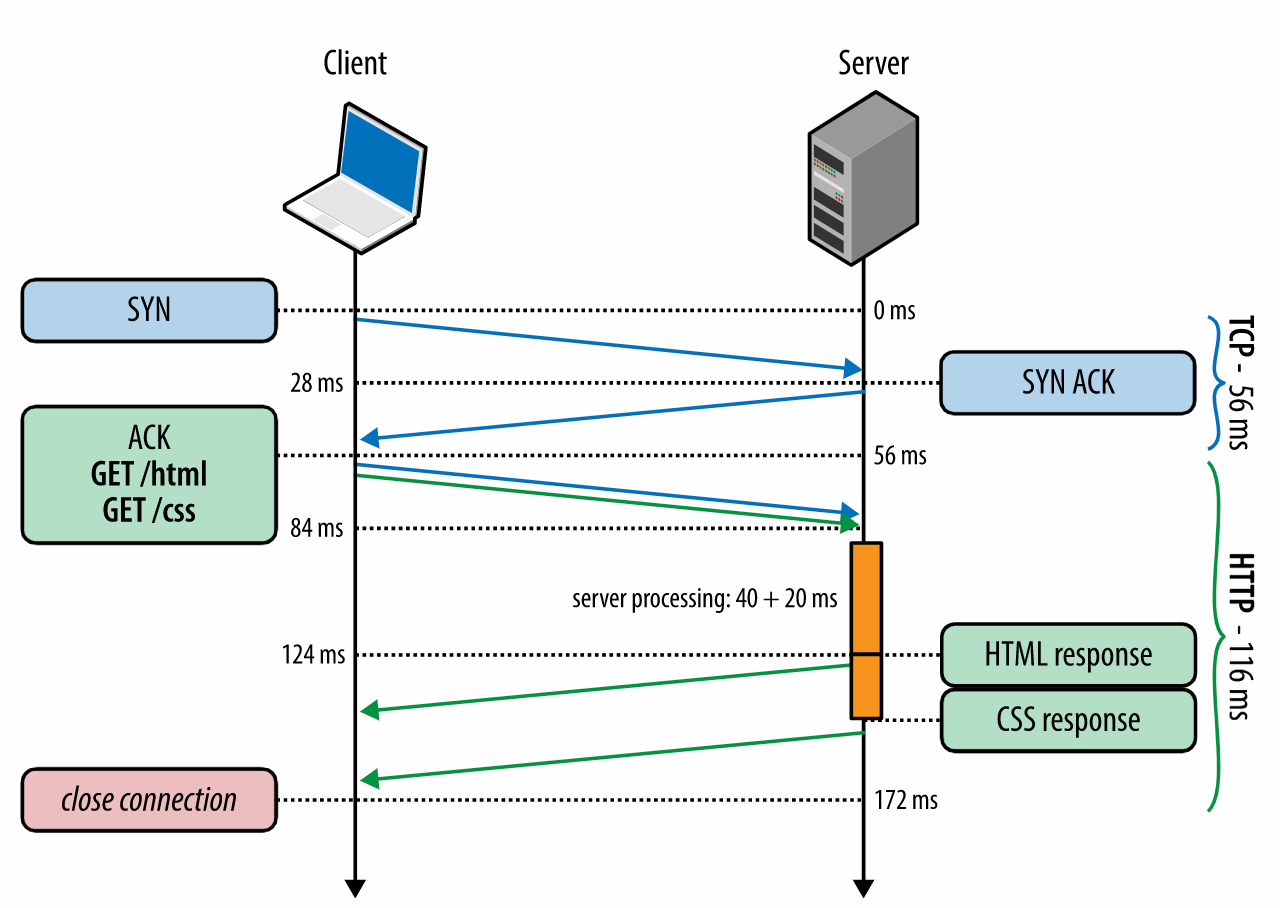 Client
Server
SYN
0 ms
28 ms
SYN ACK
TCP - 56 ms
ACK
GET /html
GET /css
56 ms
84 ms
server processing: 40 + 20 ms
HTTP - 116 ms
124 ms
HTML response
CSS response
close connection
172 ms